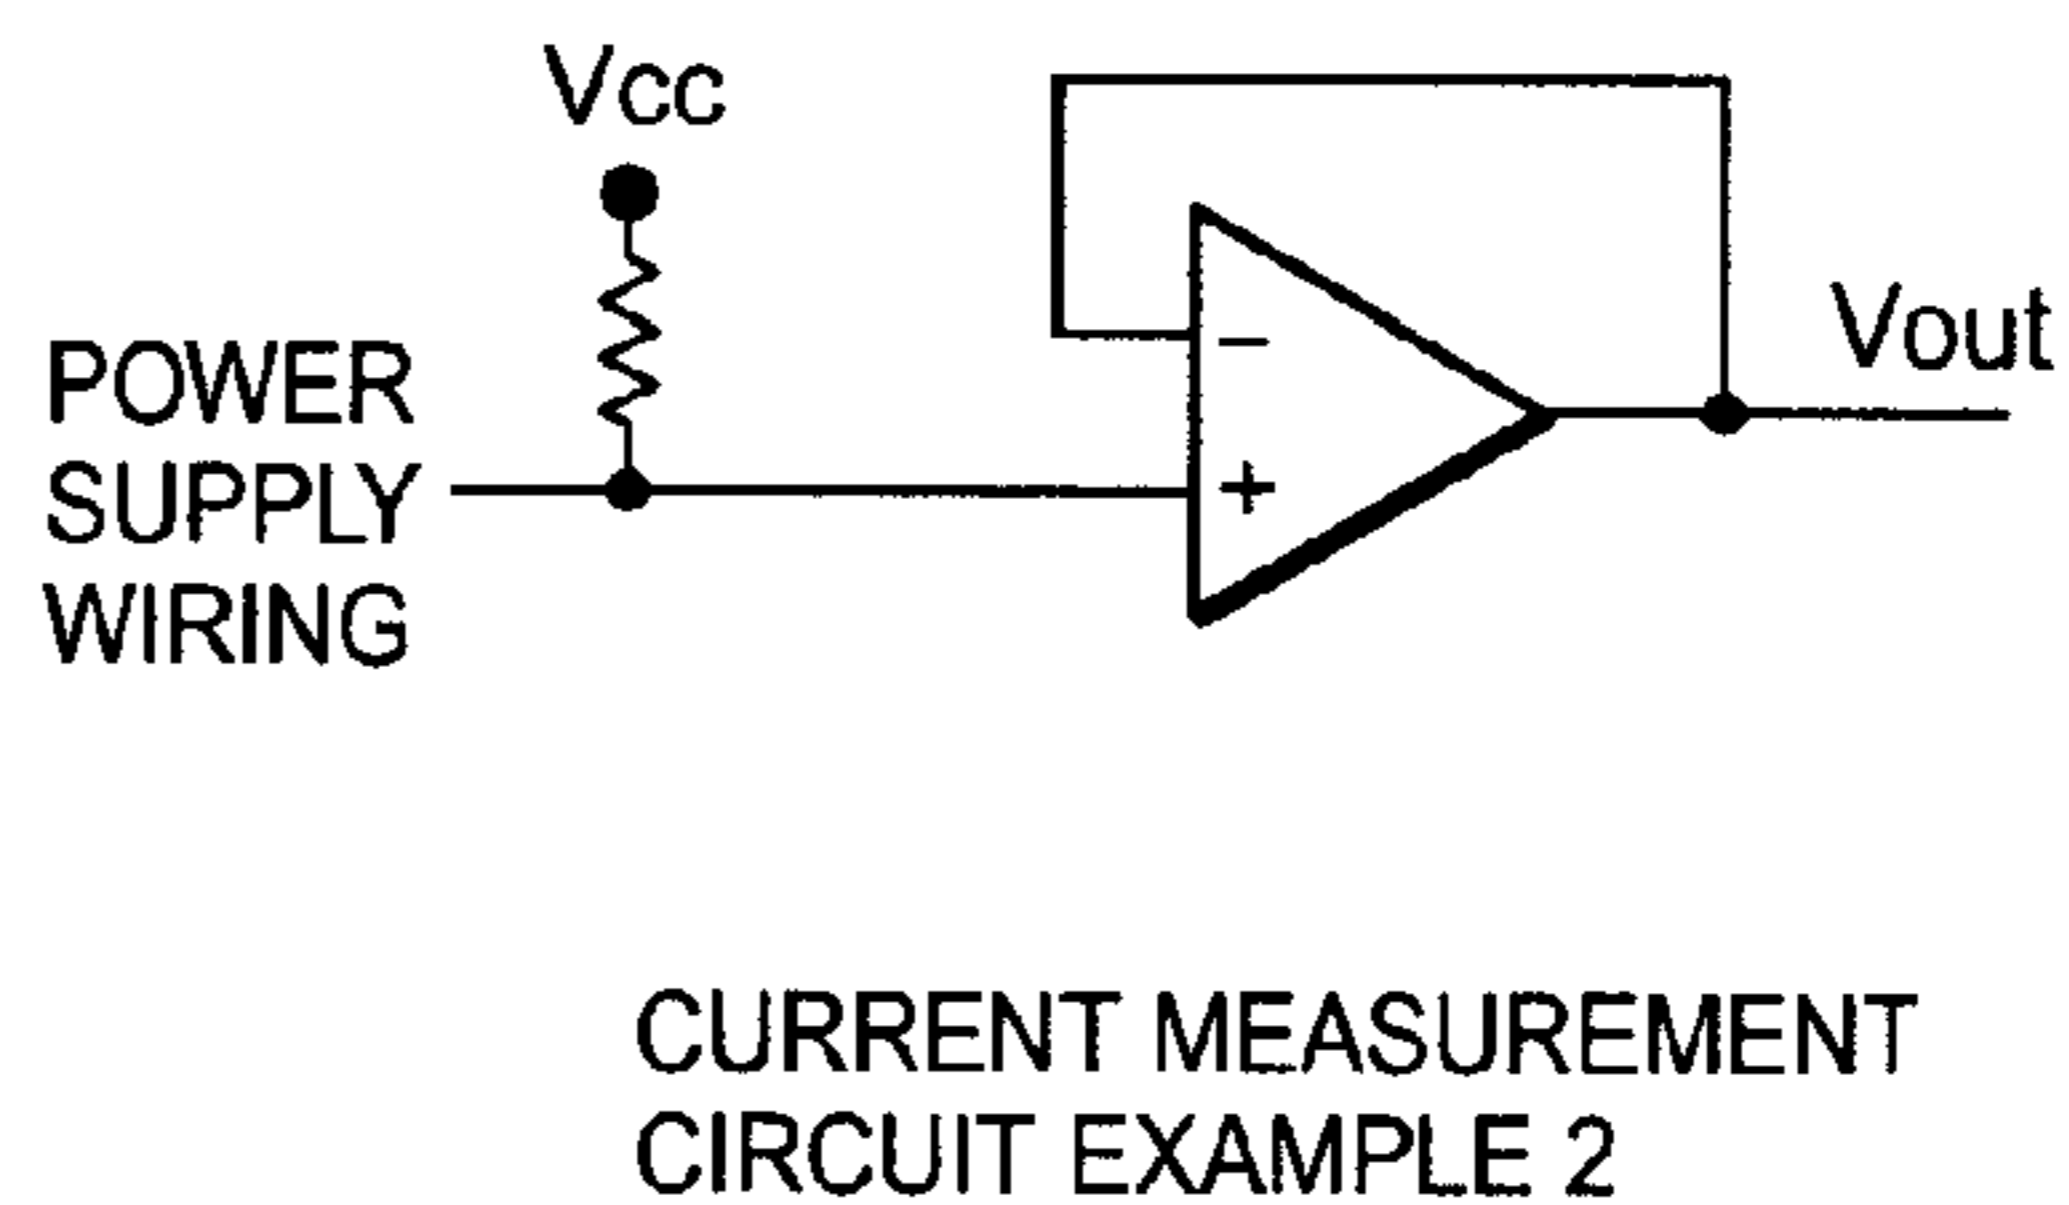 Vcc
POWER
SUPPLY
WIRING
−
+
Vout
CURRENT MEASUREMENT
CIRCUIT EXAMPLE 2